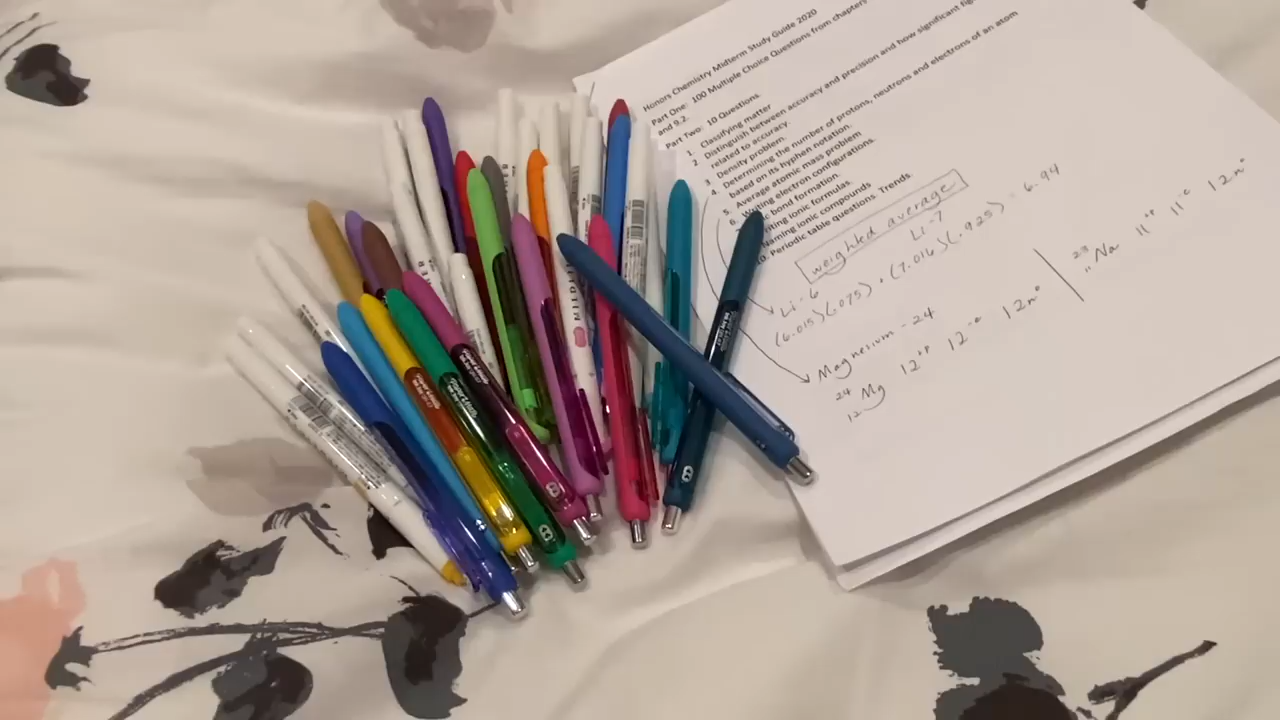 Honors Chemistry Midterm Study Guide 2020
Part One: 100 Multiple Choice Questions from chapters
and 9.2.
Part Two: 10 Questions.
1. Classifying matter
2. Distinguish between accuracy and precision and how significant
related to accuracy.
3. Density problem.
4. Determining the number of protons, neutrons and electrons of an atom
based on its hyphen notation.
5. Average atomic mass problem
6. Writing electron configurations.
bond formation.
ionic formulas.
Naming ionic compounds
10. Periodic table questions. Trends.
weighted average
Li-6 Li-7
(6.015)(.075) + (7.016)(.925) = 6.94
Magnesium-24
24 Mg 12 p+ 12 e- 12 n°
12
23 Na 11 p+ 11 e- 12 n°
11
MILDLINER